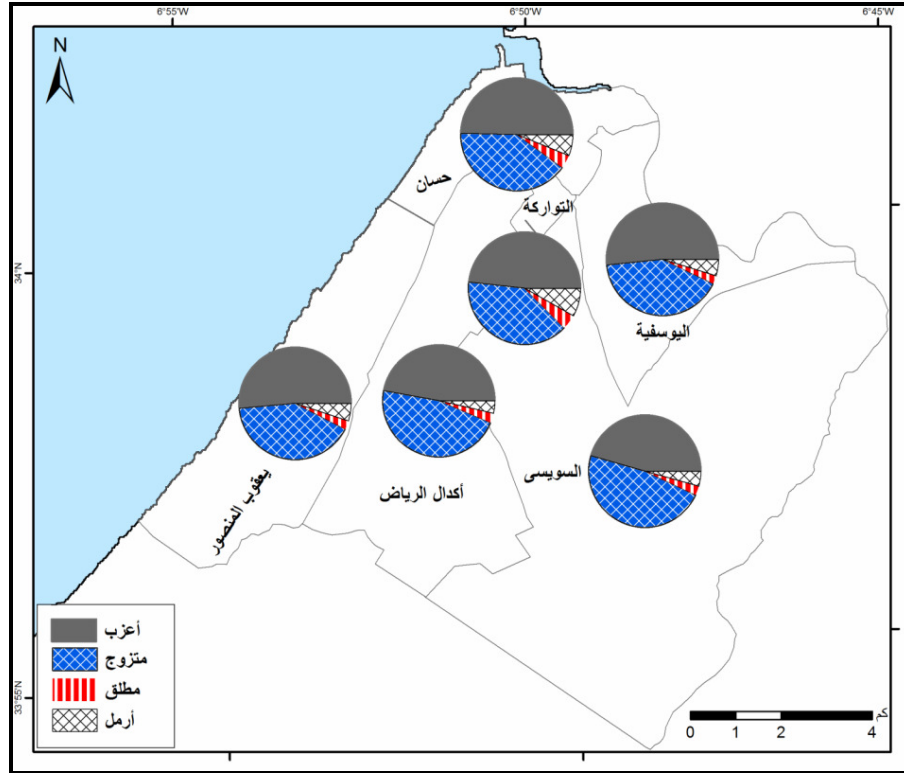 6°55'W
6°50'W
6°45'W
N
حسان
التواركة
34°N
اليوسفية
السويسي
أكدال الرياض
يعقوب المنصور
أعزب
متزوج
مطلق
أرمل
33°55'N
كم
0 1 2 4